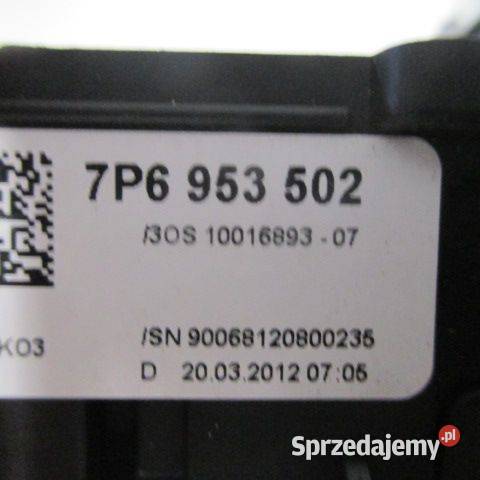 7P6 953 502
/3OS 10016893 - 07
K03
/SN 90068120800235
D 20.03.2012 07:05
Sprzedajemy.pl